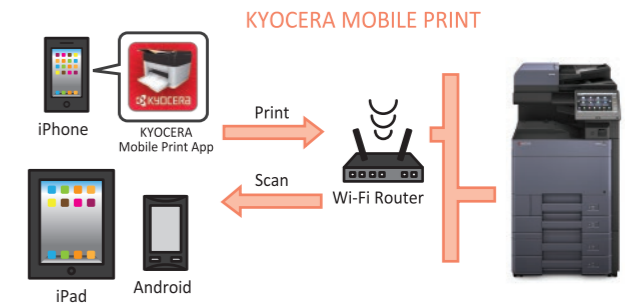 KYOCERA MOBILE PRINT
KYOCERA
iPhone
KYOCERA
Mobile Print App
Print
Scan
Wi-Fi Router
iPad
Android